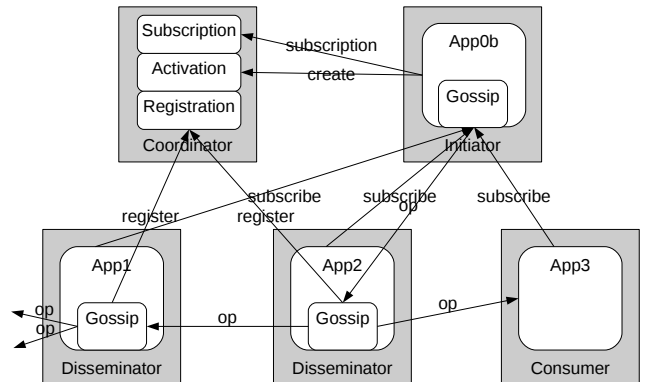 Subscription
App0b
subscription
Activation
create
Gossip
Registration
Coordinator
Initiator
subscribe
subscribe
subscribe
op
register
register
App1
App2
App3
op
op
Gossip
op
Gossip
op
Disseminator
Disseminator
Consumer